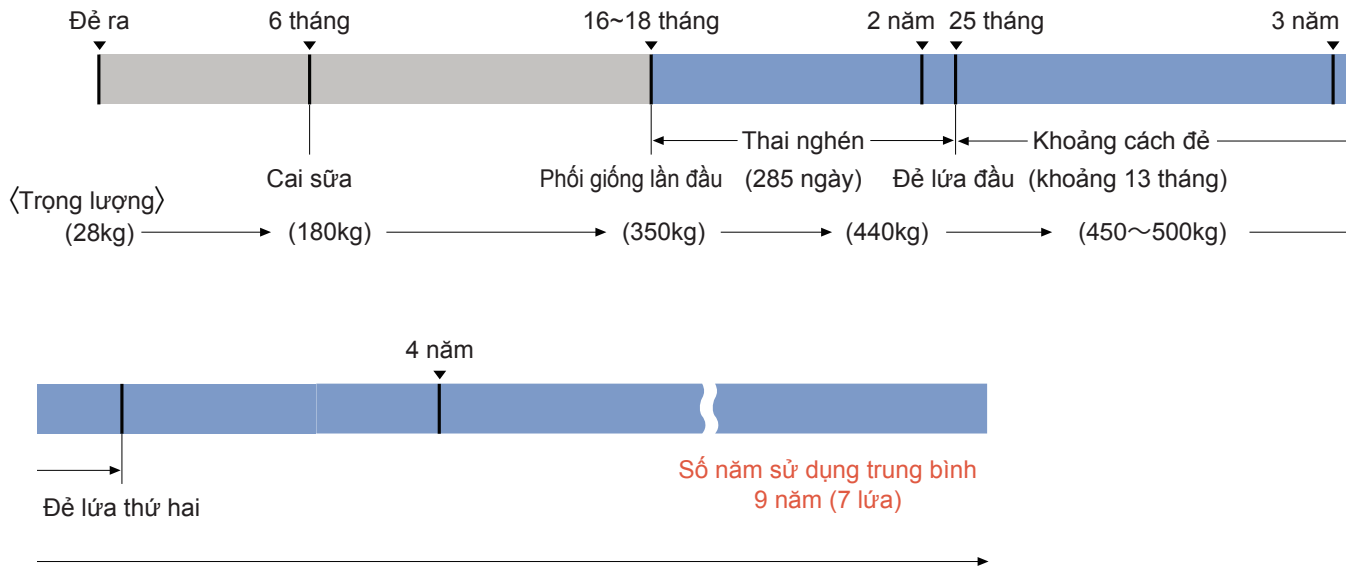 Đẻ ra
6 tháng
16~18 tháng
2 năm
25 tháng
3 năm
Thai nghén
Khoảng cách đẻ
Cai sữa
Phối giống lần đầu
(285 ngày)
Đẻ lứa đầu
(khoảng 13 tháng)
〈Trọng lượng〉
(28kg)
(180kg)
(350kg)
(440kg)
(450〜500kg)
4 năm
Số năm sử dụng trung bình
9 năm (7 lứa)
Đẻ lứa thứ hai